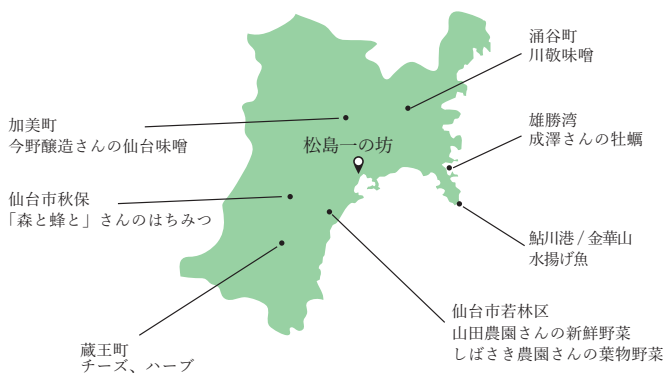 涌谷町
川敬味噌
加美町
今野醸造さんの仙台味噌
雄勝湾
成澤さんの牡蠣
松島一の坊
仙台市秋保
「森と蜂と」さんのはちみつ
鮎川港 / 金華山
水揚げ魚
仙台市若林区
山田農園さんの新鮮野菜
しばさき農園さんの葉物野菜
蔵王町
チーズ、ハーブ